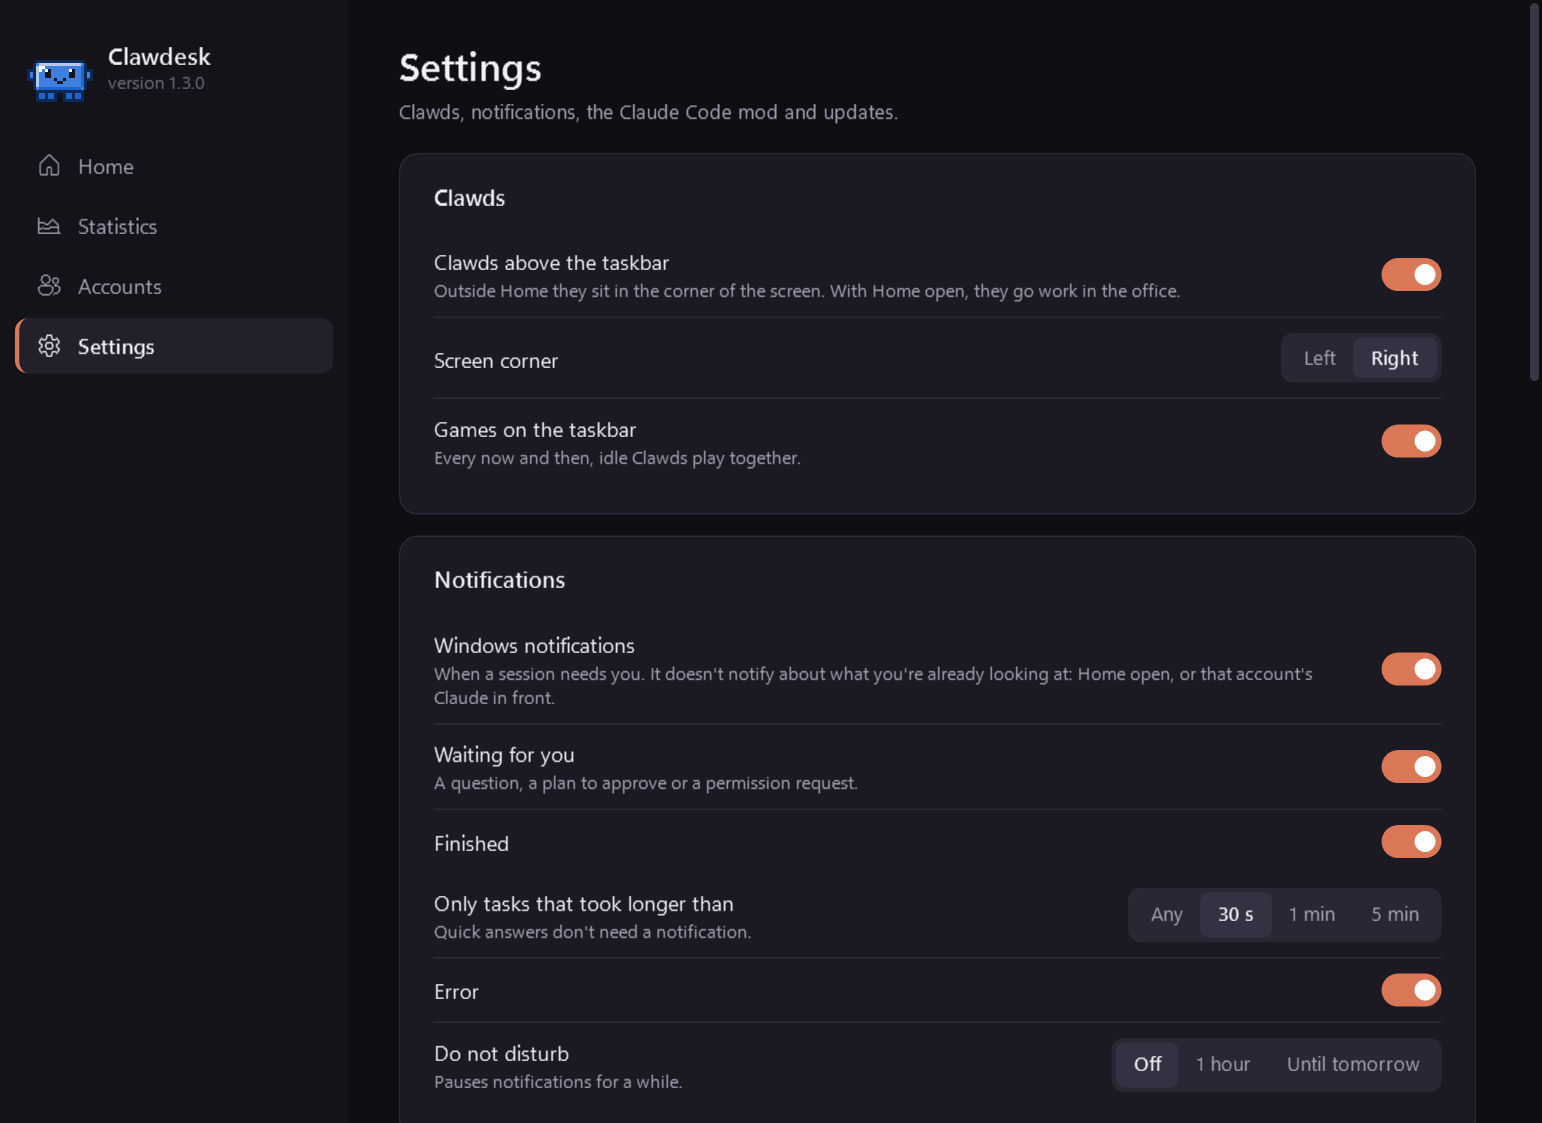 Clawdesk
version 1.3.0
Home
Statistics
Accounts
Settings
Settings
Clawds, notifications, the Claude Code mod and updates.
Clawds
Clawds above the taskbar
Outside Home they sit in the corner of the screen. With Home open, they go work in the office.
Screen corner
Left
Right
Games on the taskbar
Every now and then, idle Clawds play together.
Notifications
Windows notifications
When a session needs you. It doesn't notify about what you're already looking at: Home open, or that account's
Claude in front.
Waiting for you
A question, a plan to approve or a permission request.
Finished
Only tasks that took longer than
Quick answers don't need a notification.
Any
30 s
1 min
5 min
Error
Do not disturb
Pauses notifications for a while.
Off
1 hour
Until tomorrow